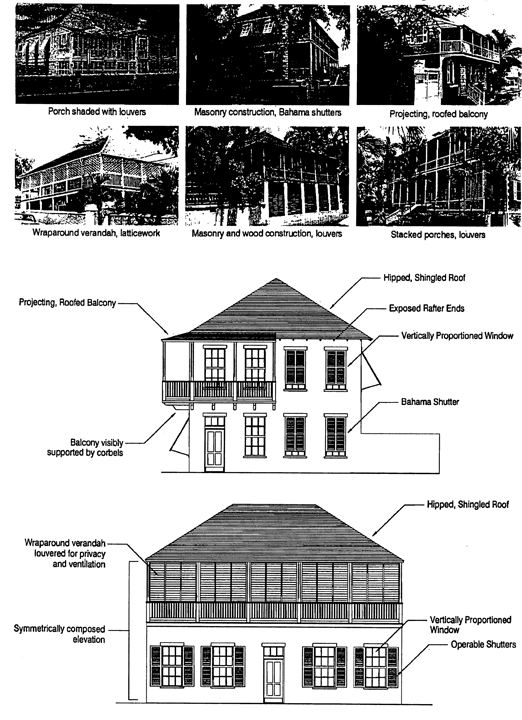 Porch shaded with louvers
Masonry construction, Bahama shutters
Projecting, roofed balcony
Wraparound verandah, latticework
Masonry and wood construction, louvers
Stacked porches, louvers
Hipped, Shingled Roof
Projecting, Roofed Balcony
Exposed Rafter Ends
Vertically Proportioned Window
Bahama Shutter
Balcony visibly
supported by corbels
Hipped, Shingled Roof
Wraparound verandah
louvered for privacy
and ventilation
Symmetrically composed
elevation
Vertically Proportioned
Window
Operable Shutters